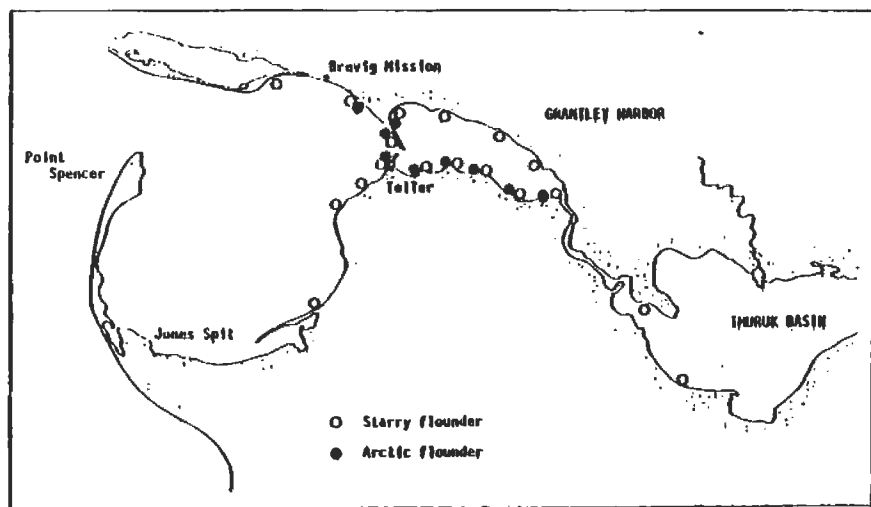 Bravig Mission
GRANTLEY HARBOR
Point
Spencer
Teller
Jones Spit
IMURUK BASIN
Starry flounder
Arctic flounder